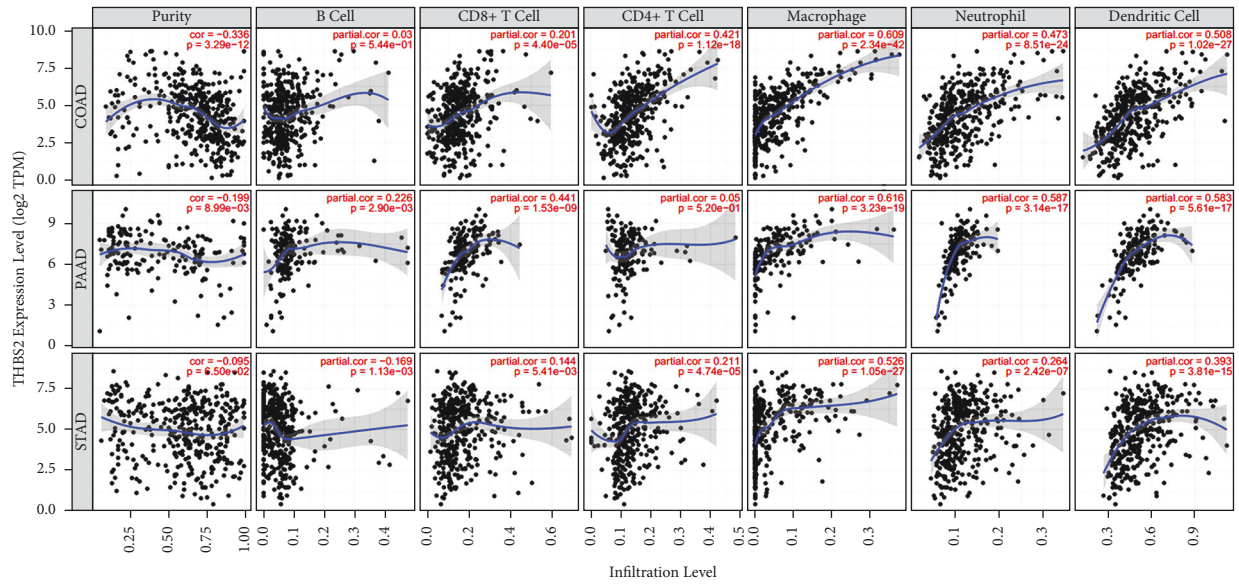 Purity
B Cell
CD8+ T Cell
CD4+ T Cell
Macrophage
Neutrophil
Dendritic Cell
THBS2 Expression Level (log2 TPM)
COAD
10.0
7.5
5.0
2.5
0.0
cor = −0.336
p = 3.29e−12
partial.cor = 0.03
p = 5.44e−01
partial.cor = 0.201
p = 4.40e−05
partial.cor = 0.421
p = 1.12e−18
partial.cor = 0.609
p = 2.34e−42
partial.cor = 0.473
p = 8.51e−24
partial.cor = 0.508
p = 1.02e−27
PAAD
9
6
3
0
cor = −0.199
p = 8.99e−03
partial.cor = 0.226
p = 2.90e−03
partial.cor = 0.441
p = 1.53e−09
partial.cor = 0.05
p = 5.20e−01
partial.cor = 0.616
p = 3.23e−19
partial.cor = 0.587
p = 3.14e−17
partial.cor = 0.583
p = 5.61e−17
STAD
7.5
5.0
2.5
0.0
cor = −0.095
p = 6.50e−02
partial.cor = −0.169
p = 1.13e−03
partial.cor = 0.144
p = 5.41e−03
partial.cor = 0.211
p = 4.74e−05
partial.cor = 0.526
p = 1.05e−27
partial.cor = 0.264
p = 2.42e−07
partial.cor = 0.393
p = 3.81e−15
0.25 0.50 0.75 1.00
0.0 0.1 0.2 0.3 0.4 0.5
0.0 0.2 0.4 0.6
0.0 0.1 0.2 0.3 0.4 0.5
0.0 0.1 0.2 0.3
0.1 0.2 0.3
0.3 0.6 0.9
Infiltration Level